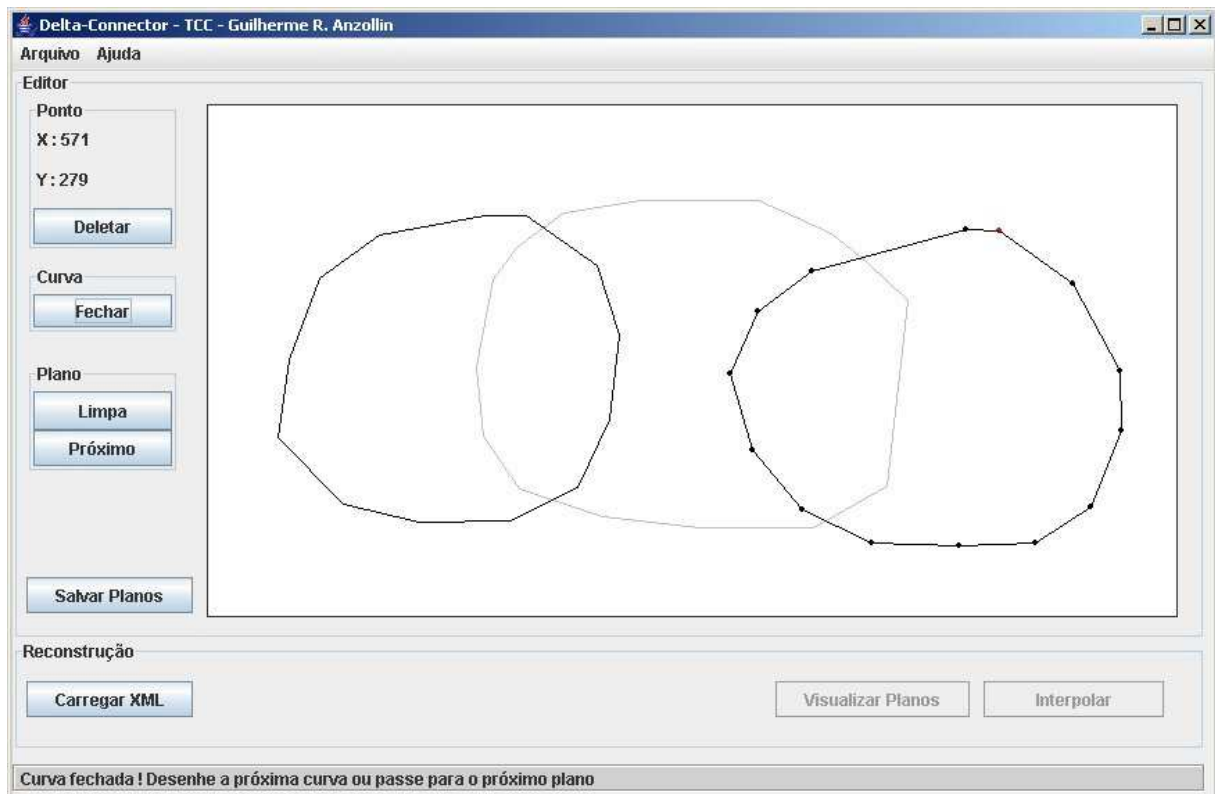 Delta-Connector - TCC - Guilherme R. Anzollin
Arquivo Ajuda
Editor
Ponto
X : 571
Y : 279
Deletar
Curva
Fechar
Plano
Limpa
Próximo
Salvar Planos
Reconstrução
Carregar XML
Visualizar Planos
Interpolar
Curva fechada ! Desenhe a próxima curva ou passe para o próximo plano